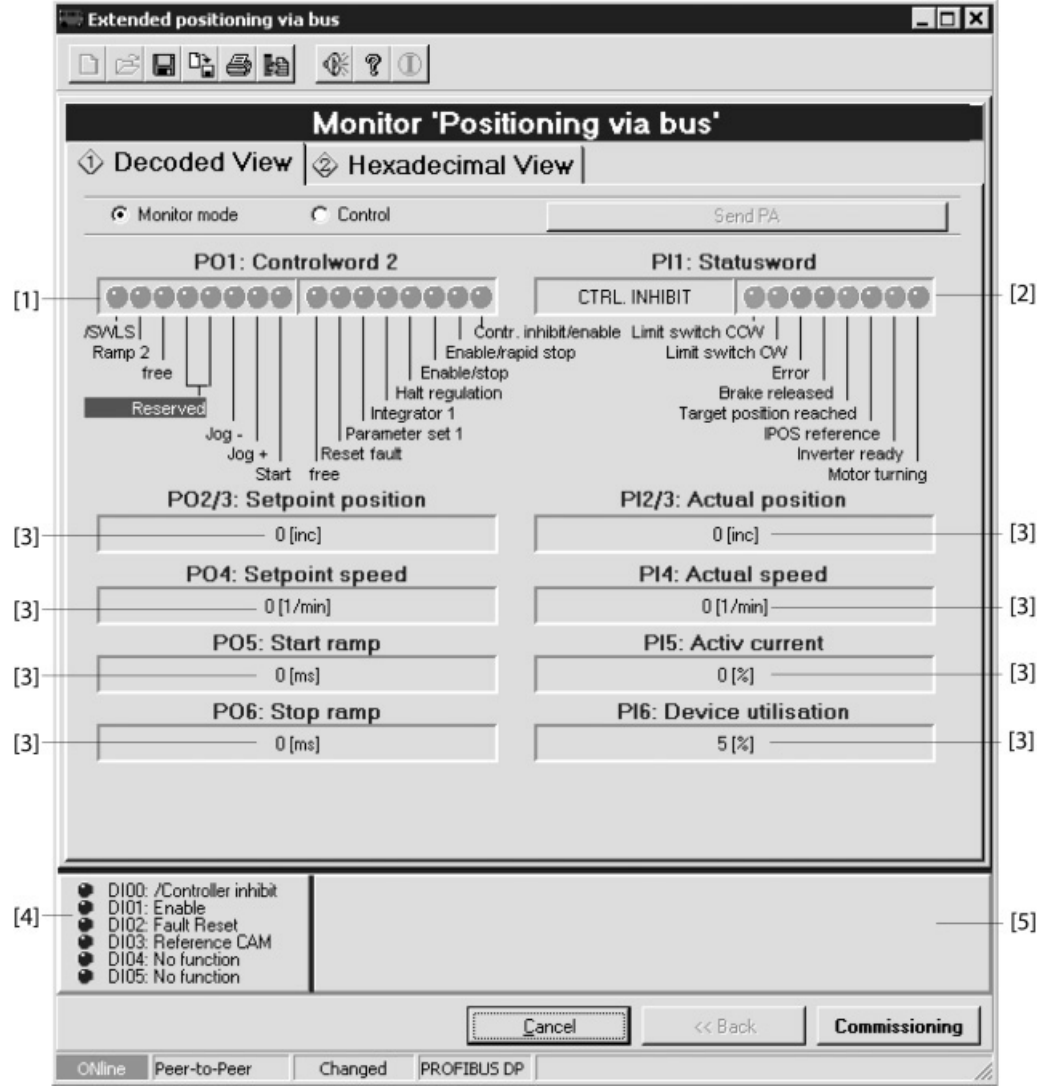 Extended positioning via bus
Monitor 'Positioning via bus'
1 Decoded View 2 Hexadecimal View
Monitor mode Control Send PA
PO1: Controlword 2 PI1: Statusword
[1] CTRL. INHIBIT [2]
/SWLS Contr. inhibit/enable Limit switch CCW
Ramp 2 Enable/rapid stop Limit switch CW
free Enable/stop Error
Halt regulation Brake released
Reserved Integrator 1 Target position reached
Jog - Parameter set 1 IPOS reference
Jog + Reset fault Inverter ready
Start free Motor turning
PO2/3: Setpoint position PI2/3: Actual position
[3] 0 [inc] 0 [inc] [3]
PO4: Setpoint speed PI4: Actual speed
[3] 0 [1/min] 0 [1/min] [3]
PO5: Start ramp PI5: Activ current
[3] 0 [ms] 0 [%] [3]
PO6: Stop ramp PI6: Device utilisation
[3] 0 [ms] 5 [%] [3]
DI00: /Controller inhibit
[4] DI01: Enable [5]
DI02: Fault Reset
DI03: Reference CAM
DI04: No function
DI05: No function
Cancel << Back Commissioning
ONline Peer-to-Peer Changed PROFIBUS DP